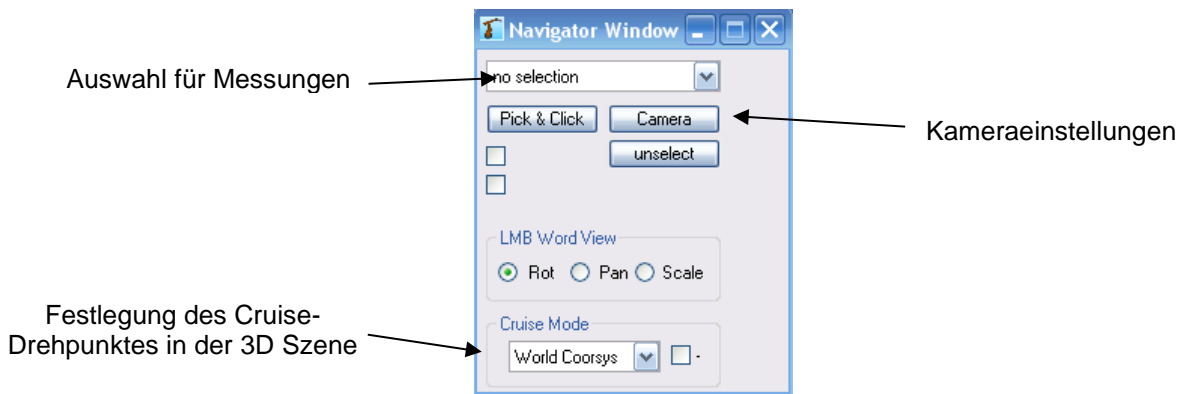 Navigator Window
Auswahl für Messungen
no selection
Pick & Click
Camera
Kameraeinstellungen
unselect
LMB Word View
Rot Pan Scale
Festlegung des Cruise-
Drehpunktes in der 3D Szene
Cruise Mode
World Coorsys
-